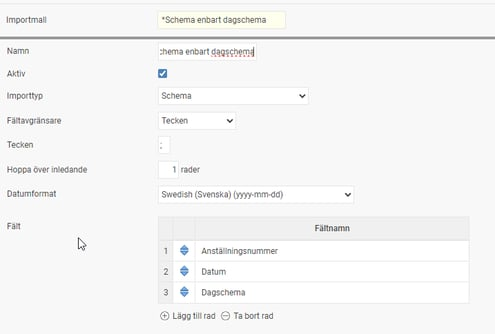 Importmall *Schema enbart dagschema
Namn chema enbart dagschema
Aktiv
Importtyp Schema
Fältavgränsare Tecken
Tecken ;
Hoppa över inledande 1 rader
Datumformat Swedish (Svenska) (yyyy-mm-dd)
Fält Fältnamn
1 Anställningsnummer
2 Datum
3 Dagschema
Lägg till rad Ta bort rad